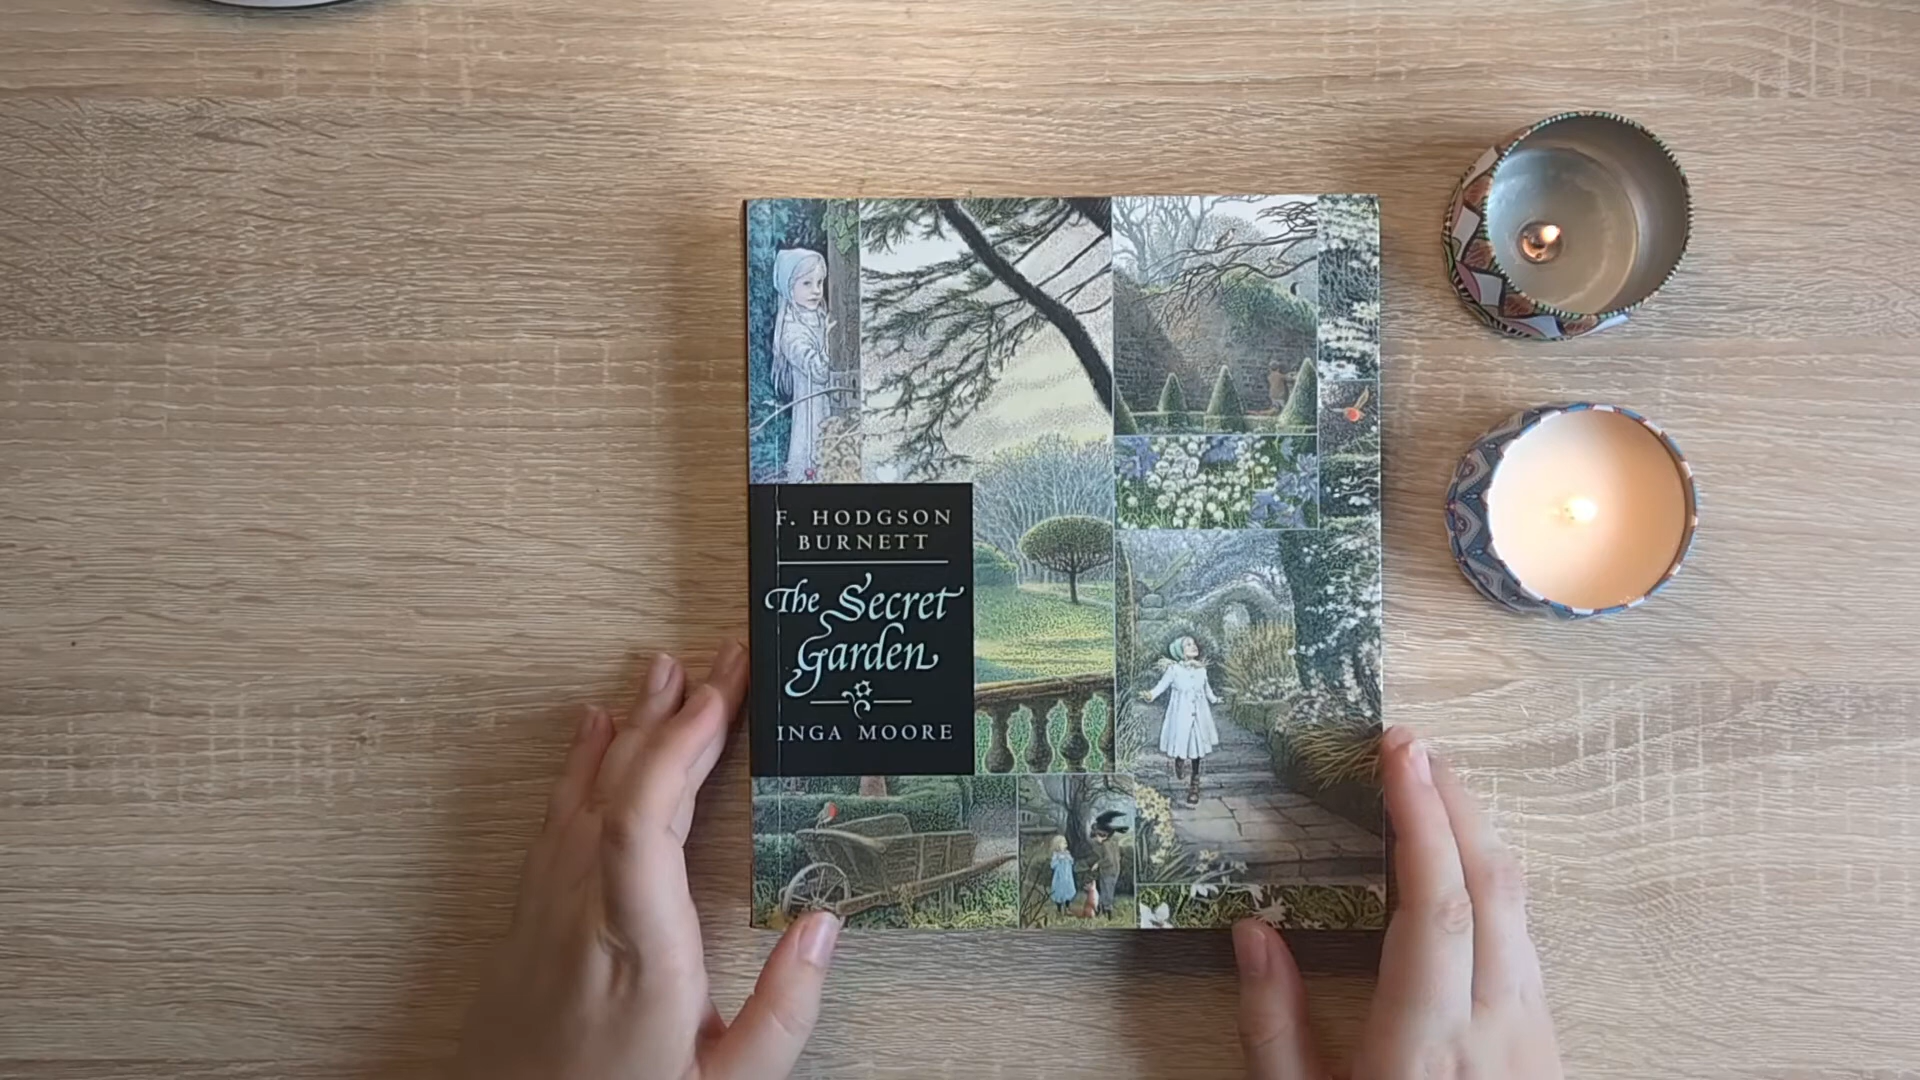 F. HODGSON
BURNETT
The Secret
Garden
INGA MOORE